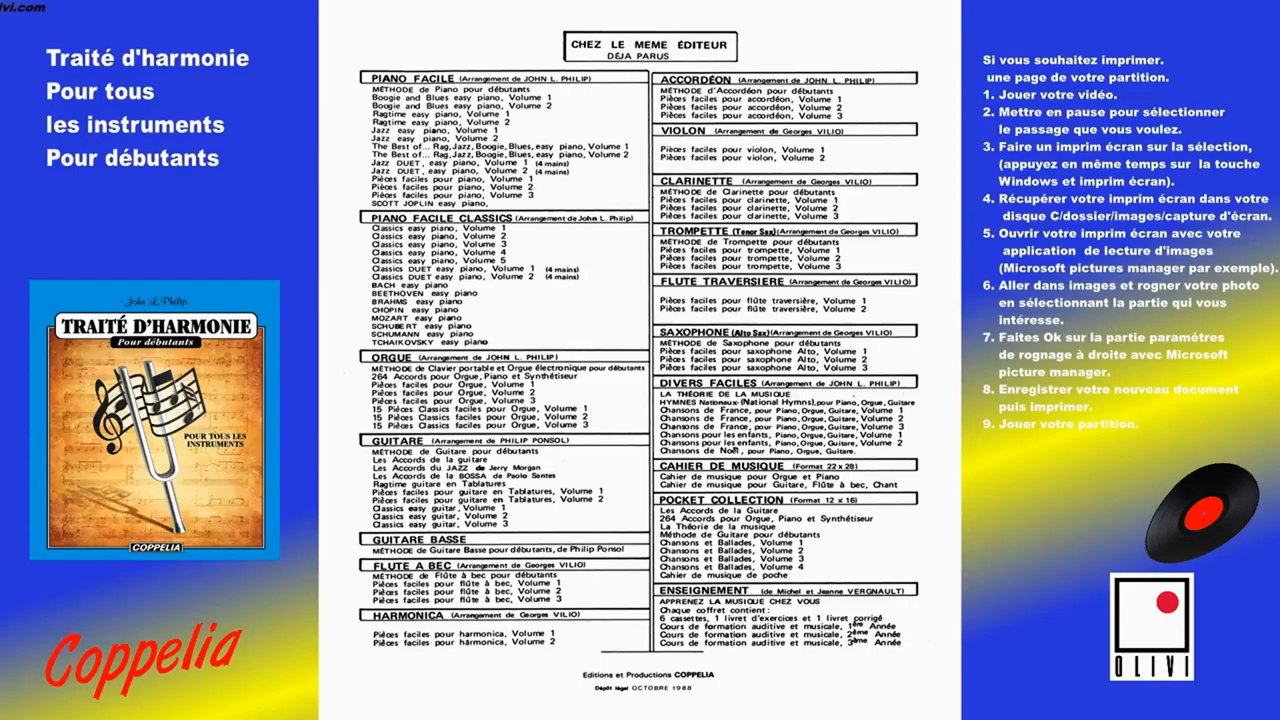 ivi.com
Traité d'harmonie
Pour tous
les instruments
Pour débutants
John L. Philip
TRAITÉ D'HARMONIE
Pour débutants
POUR TOUS LES
INSTRUMENTS
COPPELIA
Coppelia
CHEZ LE MEME ÉDITEUR
DÉJA PARUS
PIANO FACILE (Arrangement de JOHN L. PHILIP)
MÉTHODE de Piano pour débutants
Boogie and Blues easy piano, Volume 1
Boogie and Blues easy piano, Volume 2
Ragtime easy piano, Volume 1
Ragtime easy piano, Volume 2
Jazz easy piano, Volume 1
Jazz easy piano, Volume 2
The Best of... Rag, Jazz, Boogie, Blues, easy piano, Volume 1
The Best of... Rag, Jazz, Boogie, Blues, easy piano, Volume 2
Jazz DUET, easy piano, Volume 1 (4 mains)
Jazz DUET, easy piano, Volume 2 (4 mains)
Pièces faciles pour piano, Volume 1
Pièces faciles pour piano, Volume 2
Pièces faciles pour piano, Volume 3
SCOTT JOPLIN easy piano,
PIANO FACILE CLASSICS (Arrangement de John L. Philip)
Classics easy piano, Volume 1
Classics easy piano, Volume 2
Classics easy piano, Volume 3
Classics easy piano, Volume 4
Classics easy piano, Volume 5
Classics DUET easy piano, Volume 1 (4 mains)
Classics DUET easy piano, Volume 2 (4 mains)
BACH easy piano
BEETHOVEN easy piano
BRAHMS easy piano
CHOPIN easy piano
MOZART easy piano
SCHUBERT easy piano
SCHUMANN easy piano
TCHAIKOVSKY easy piano
ORGUE (Arrangement de JOHN L. PHILIP)
MÉTHODE de Clavier portable et Orgue électronique pour débutants
264 Accords pour Orgue, Piano et Synthétiseur
Pièces faciles pour Orgue, Volume 1
Pièces faciles pour Orgue, Volume 2
Pièces faciles pour Orgue, Volume 3
15 Pièces Classics faciles pour Orgue, Volume 1
15 Pièces Classics faciles pour Orgue, Volume 2
15 Pièces Classics faciles pour Orgue, Volume 3
GUITARE (Arrangement de PHILIP PONSOL)
MÉTHODE de Guitare pour débutants
Les Accords de la guitare
Les Accords du JAZZ de Jerry Morgan
Les Accords de la BOSSA de Paolo Santes
Ragtime guitare en Tablatures
Pièces faciles pour guitare en Tablatures, Volume 1
Pièces faciles pour guitare en Tablatures, Volume 2
Classics easy guitar, Volume 1
Classics easy guitar, Volume 2
Classics easy guitar, Volume 3
GUITARE BASSE
MÉTHODE de Guitare Basse pour débutants, de Philip Ponsol
FLUTE A BEC (Arrangement de Georges VILIO)
MÉTHODE de Flûte à bec pour débutants
Pièces faciles pour flûte à bec, Volume 1
Pièces faciles pour flûte à bec, Volume 2
Pièces faciles pour flûte à bec, Volume 3
HARMONICA (Arrangement de Georges VILIO)
Pièces faciles pour harmonica, Volume 1
Pièces faciles pour harmonica, Volume 2
ACCORDÉON (Arrangement de JOHN L. PHILIP)
MÉTHODE d'Accordéon pour débutants
Pièces faciles pour accordéon, Volume 1
Pièces faciles pour accordéon, Volume 2
Pièces faciles pour accordéon, Volume 3
VIOLON (Arrangement de Georges VILIO)
Pièces faciles pour violon, Volume 1
Pièces faciles pour violon, Volume 2
CLARINETTE (Arrangement de Georges VILIO)
MÉTHODE de Clarinette pour débutants
Pièces faciles pour clarinette, Volume 1
Pièces faciles pour clarinette, Volume 2
Pièces faciles pour clarinette, Volume 3
TROMPETTE (Tenor Sax) (Arrangement de Georges VILIO)
MÉTHODE de Trompette pour débutants
Pièces faciles pour trompette, Volume 1
Pièces faciles pour trompette, Volume 2
Pièces faciles pour trompette, Volume 3
FLUTE TRAVERSIERE (Arrangement de Georges VILIO)
Pièces faciles pour flûte traversière, Volume 1
Pièces faciles pour flûte traversière, Volume 2
SAXOPHONE (Alto Sax) (Arrangement de Georges VILIO)
MÉTHODE de Saxophone pour débutants
Pièces faciles pour saxophone Alto, Volume 1
Pièces faciles pour saxophone Alto, Volume 2
Pièces faciles pour saxophone Alto, Volume 3
DIVERS FACILES (Arrangement de JOHN L. PHILIP)
LA THÉORIE DE LA MUSIQUE
HYMNES Nationaux (National Hymns), pour Piano, Orgue, Guitare
Chansons de France, pour Piano, Orgue, Guitare, Volume 1
Chansons de France, pour Piano, Orgue, Guitare, Volume 2
Chansons de France, pour Piano, Orgue, Guitare, Volume 3
Chansons pour les enfants, Piano, Orgue, Guitare, Volume 1
Chansons pour les enfants, Piano, Orgue, Guitare, Volume 2
Chansons de Noël, pour Piano, Orgue, Guitare.
CAHIER DE MUSIQUE (Format 22 x 28)
Cahier de musique pour Orgue et Piano
Cahier de musique pour Guitare, Flûte à bec, Chant
POCKET COLLECTION (Format 12 x 16)
Les Accords de la Guitare
264 Accords pour Orgue, Piano et Synthétiseur
La Théorie de la musique
Méthode de Guitare pour débutants
Chansons et Ballades, Volume 1
Chansons et Ballades, Volume 2
Chansons et Ballades, Volume 3
Chansons et Ballades, Volume 4
Cahier de musique de poche
ENSEIGNEMENT (de Michel et Jeanne VERGNAULT)
APPRENEZ LA MUSIQUE CHEZ VOUS
Chaque coffret contient :
6 cassettes, 1 livret d'exercices et 1 livret corrigé
Cours de formation auditive et musicale, 1ère Année
Cours de formation auditive et musicale, 2ème Année
Cours de formation auditive et musicale, 3ème Année
Editions et Productions COPPELIA
Dépôt légal OCTOBRE 1988
Si vous souhaitez imprimer.
une page de votre partition.
1. Jouer votre vidéo.
2. Mettre en pause pour sélectionner
le passage que vous voulez.
3. Faire un imprim écran sur la sélection,
(appuyez en même temps sur la touche
Windows et imprim écran).
4. Récupérer votre imprim écran dans votre
disque C/dossier/images/capture d'écran.
5. Ouvrir votre imprim écran avec votre
application de lecture d'images
(Microsoft pictures manager par exemple).
6. Aller dans images et rogner votre photo
en sélectionnant la partie qui vous
intéresse.
7. Faites Ok sur la partie paramétres
de rognage à droite avec Microsoft
picture manager.
8. Enregistrer votre nouveau document
puis imprimer.
9. Jouer votre partition.
OLIVI